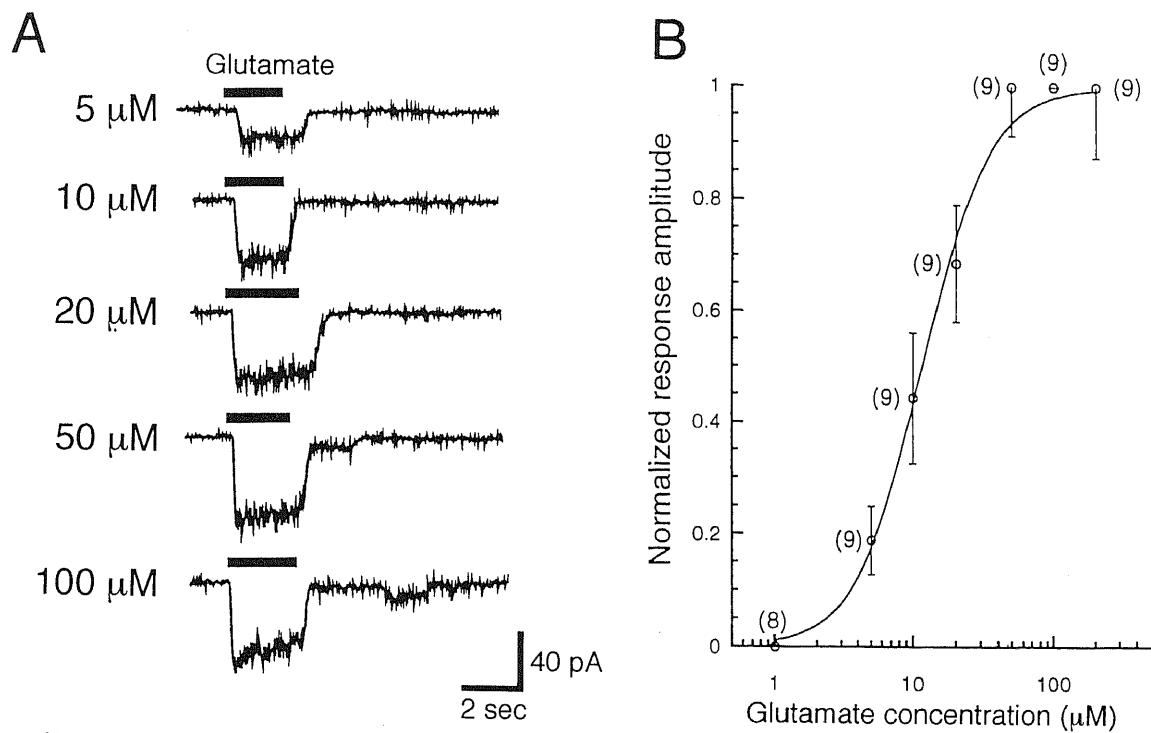 A
Glutamate
5 μM
10 μM
20 μM
50 μM
100 μM
40 pA
2 sec
B
Normalized response amplitude
1
0.8
0.6
0.4
0.2
0
(8)
(9)
(9)
(9)
(9)
(9)
(9)
1
10
100
Glutamate concentration (μM)